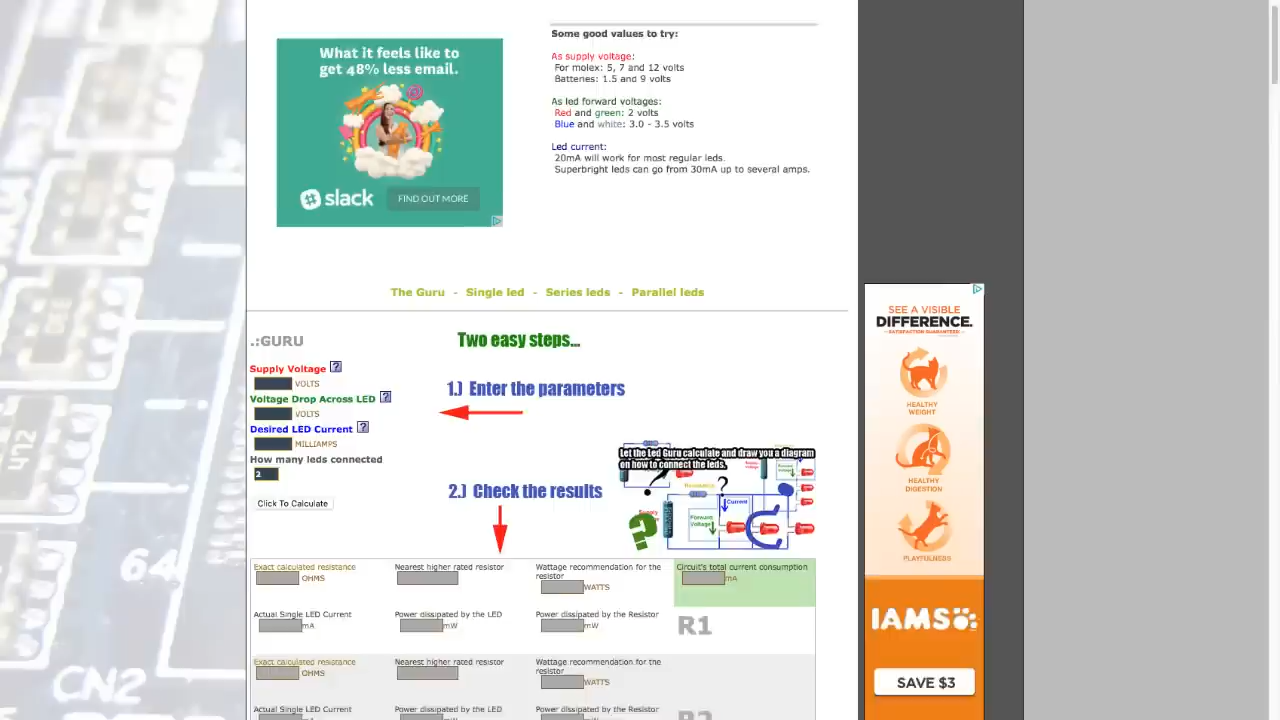 What it feels like to
get 48% less email.
slack
FIND OUT MORE
Some good values to try:
As supply voltage:
For molex: 5, 7 and 12 volts
Batteries: 1.5 and 9 volts
As led forward voltages:
Red and green: 2 volts
Blue and white: 3.0 - 3.5 volts
Led current:
20mA will work for most regular leds.
Superbright leds can go from 30mA up to several amps.
The Guru - Single led - Series leds - Parallel leds
.:GURU
Two easy steps...
Supply Voltage ?
VOLTS
Voltage Drop Across LED ?
VOLTS
Desired LED Current ?
MILLIAMPS
How many leds connected
2
Click To Calculate
1.) Enter the parameters
2.) Check the results
Let the Led Guru calculate and draw you a diagram
on how to connect the leds.
Resistance
?
Current
Supply
Forward
Voltage
?
Exact calculated resistance
OHMS
Nearest higher rated resistor
Wattage recommendation for the
resistor
WATTS
Circuit's total current consumption
mA
Actual Single LED Current
mA
Power dissipated by the LED
mW
Power dissipated by the Resistor
mW
R1
Exact calculated resistance
OHMS
Nearest higher rated resistor
Wattage recommendation for the
resistor
WATTS
Actual Single LED Current
Power dissipated by the LED
Power dissipated by the Resistor
R2
SEE A VISIBLE
DIFFERENCE.
SATISFACTION GUARANTEED
HEALTHY
WEIGHT
HEALTHY
DIGESTION
PLAYFULNESS
IAMS
SAVE $3
64
CN2